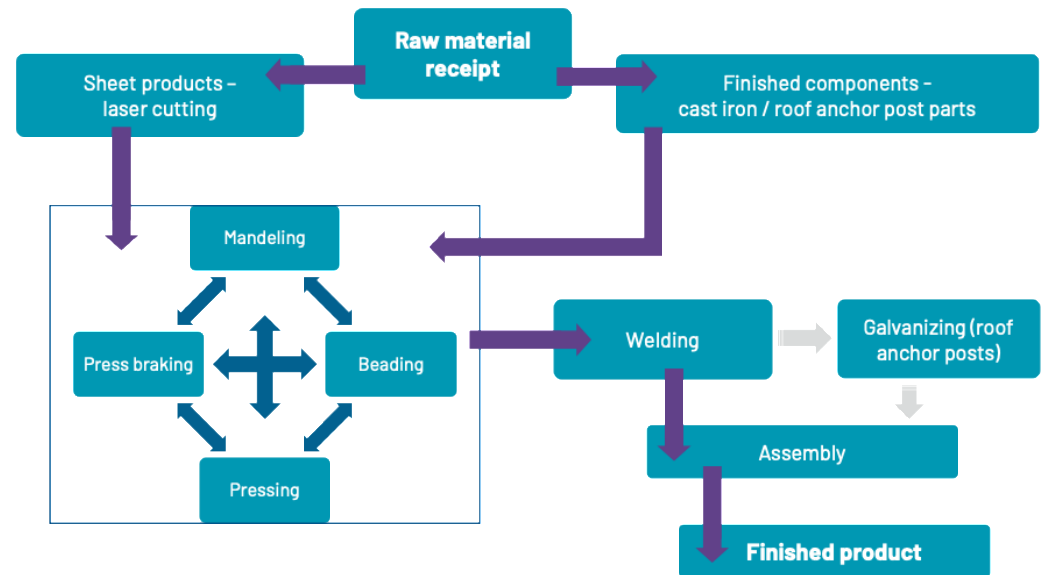 Raw material
receipt
Sheet products –
laser cutting
Finished components -
cast iron / roof anchor post parts
Mandeling
Press braking
Beading
Pressing
Welding
Galvanizing (roof
anchor posts)
Assembly
Finished product